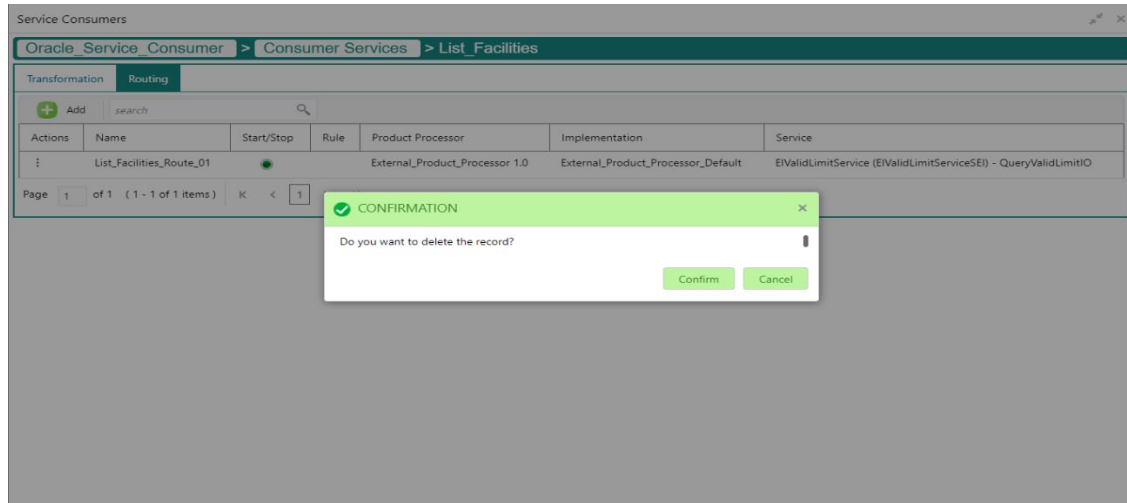 Service Consumers
Oracle_Service_Consumer > Consumer Services > List_Facilities
Transformation Routing
Add search
Actions Name Start/Stop Rule Product Processor Implementation Service
List_Facilities_Route_01 External_Product_Processor 1.0 External_Product_Processor_Default EIValidLimitService (EIValidLimitServiceSEI) - QueryValidLimitIO
Page 1 of 1 ( 1 - 1 of 1 items ) K < 1
CONFIRMATION ×
Do you want to delete the record?
Confirm Cancel